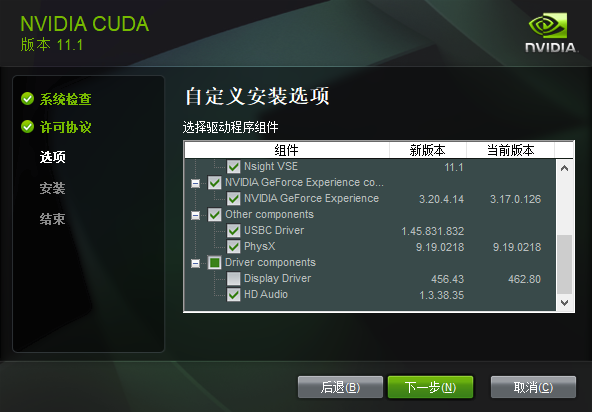 NVIDIA CUDA
版本 11.1
NVIDIA.
系统检查
许可协议
选项
安装
结束
自定义安装选项
选择驱动程序组件
组件 新版本 当前版本
Nsight VSE 11.1
NVIDIA GeForce Experience co...
NVIDIA GeForce Experience 3.20.4.14 3.17.0.126
Other components
USBC Driver 1.45.831.832
PhysX 9.19.0218 9.19.0218
Driver components
Display Driver 456.43 462.80
HD Audio 1.3.38.35
后退(B) 下一步(N) 取消(C)